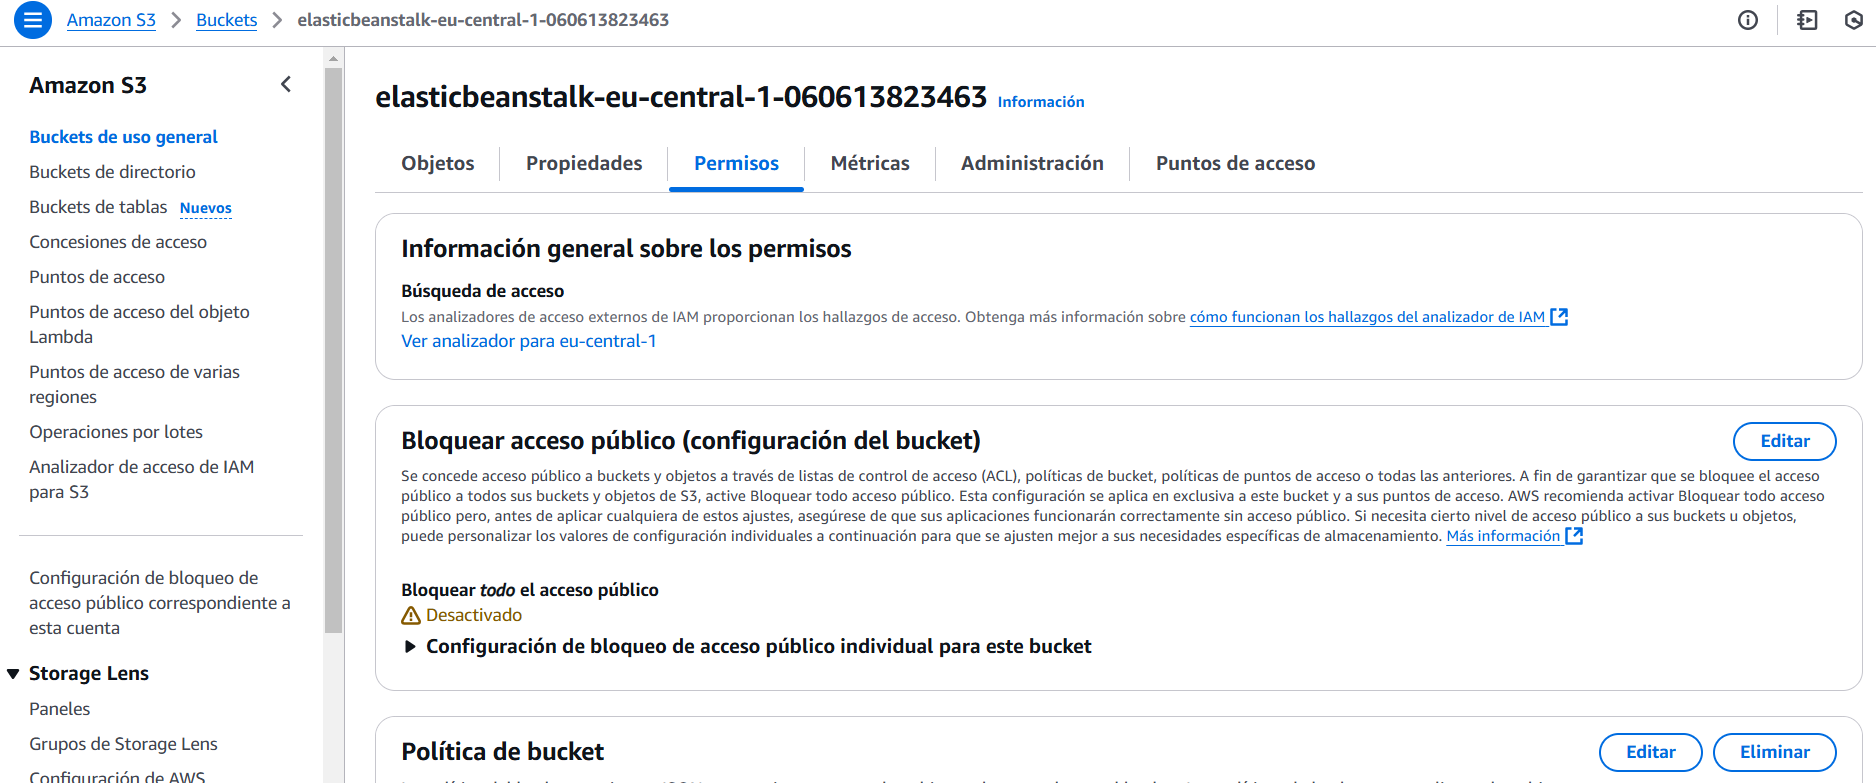 Amazon S3 > Buckets > elasticbeanstalk-eu-central-1-060613823463
Amazon S3
Buckets de uso general
Buckets de directorio
Buckets de tablas Nuevos
Concesiones de acceso
Puntos de acceso
Puntos de acceso del objeto
Lambda
Puntos de acceso de varias
regiones
Operaciones por lotes
Analizador de acceso de IAM
para S3
Configuración de bloqueo de
acceso público correspondiente a
esta cuenta
Storage Lens
Paneles
Grupos de Storage Lens
Configuración de AWS
elasticbeanstalk-eu-central-1-060613823463 Información
Objetos
Propiedades
Permisos
Métricas
Administración
Puntos de acceso
Información general sobre los permisos
Búsqueda de acceso
Los analizadores de acceso externos de IAM proporcionan los hallazgos de acceso. Obtenga más información sobre cómo funcionan los hallazgos del analizador de IAM
Ver analizador para eu-central-1
Bloquear acceso público (configuración del bucket)
Editar
Se concede acceso público a buckets y objetos a través de listas de control de acceso (ACL), políticas de bucket, políticas de puntos de acceso o todas las anteriores. A fin de garantizar que se bloquee el acceso
público a todos sus buckets y objetos de S3, active Bloquear todo acceso público. Esta configuración se aplica en exclusiva a este bucket y a sus puntos de acceso. AWS recomienda activar Bloquear todo acceso
público pero, antes de aplicar cualquiera de estos ajustes, asegúrese de que sus aplicaciones funcionarán correctamente sin acceso público. Si necesita cierto nivel de acceso público a sus buckets u objetos,
puede personalizar los valores de configuración individuales a continuación para que se ajusten mejor a sus necesidades específicas de almacenamiento. Más información
Bloquear todo el acceso público
Desactivado
Configuración de bloqueo de acceso público individual para este bucket
Política de bucket
Editar
Eliminar